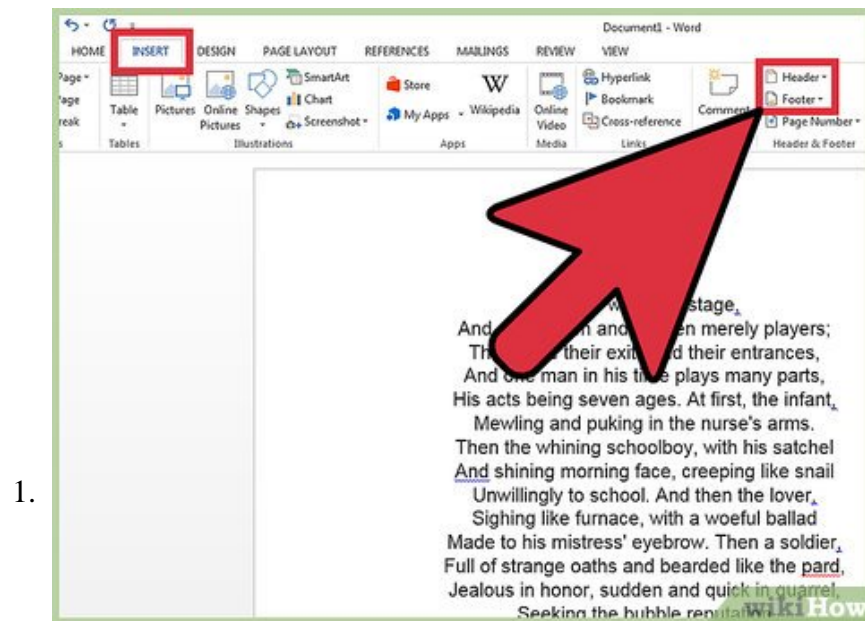 Document1 - Word
HOME INSERT DESIGN PAGE LAYOUT REFERENCES MAILINGS REVIEW VIEW
Page
Table
Pictures
Online Pictures
Shapes
SmartArt
Chart
Screenshot
Store
My Apps
Wikipedia
Online Video
Hyperlink
Bookmark
Cross-reference
Comment
Header
Footer
Page Number
Tables Illustrations Apps Media Links Header & Footer
stage,
And merely players;
their exit their entrances,
And one man in his time plays many parts,
His acts being seven ages. At first, the infant,
Mewling and puking in the nurse's arms.
Then the whining schoolboy, with his satchel
And shining morning face, creeping like snail
Unwillingly to school. And then the lover,
Sighing like furnace, with a woeful ballad
Made to his mistress' eyebrow. Then a soldier,
Full of strange oaths and bearded like the pard,
Jealous in honor, sudden and quick in quarrel,
Seeking the bubble reputation
1.
wikiHow